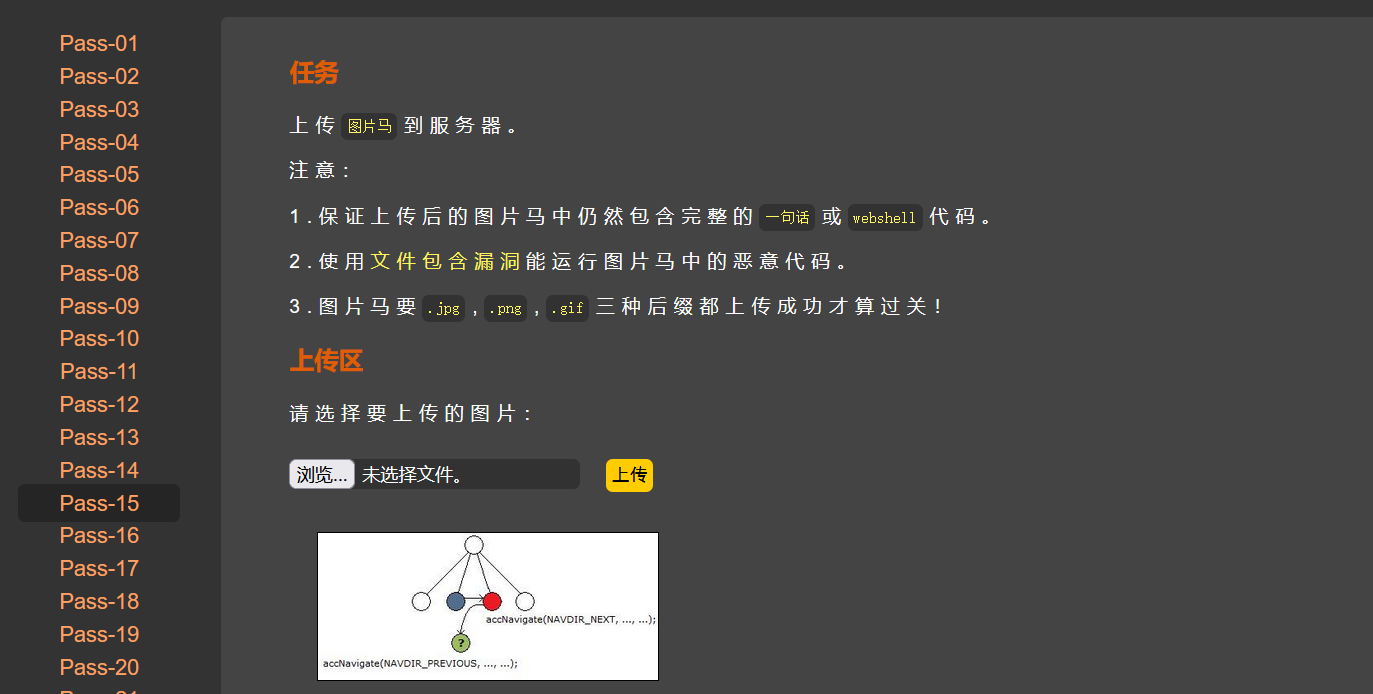 Pass-01
Pass-02
Pass-03
Pass-04
Pass-05
Pass-06
Pass-07
Pass-08
Pass-09
Pass-10
Pass-11
Pass-12
Pass-13
Pass-14
Pass-15
Pass-16
Pass-17
Pass-18
Pass-19
Pass-20
任务
上传 图片马 到服务器。
注意：
1.保证上传后的图片马中仍然包含完整的 一句话 或 webshell 代码。
2.使用文件包含漏洞能运行图片马中的恶意代码。
3.图片马要 .jpg , .png , .gif 三种后缀都上传成功才算过关！
上传区
请选择要上传的图片：
浏览... 未选择文件。 上传
accNavigate(NAVDIR_NEXT, ..., ...);
?
accNavigate(NAVDIR_PREVIOUS, ..., ...);